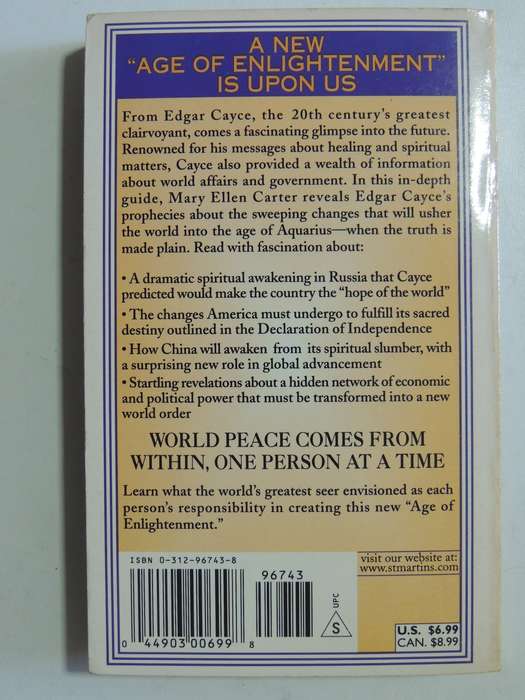 A NEW
"AGE OF ENLIGHTENMENT"
IS UPON US
From Edgar Cayce, the 20th century's greatest
clairvoyant, comes a fascinating glimpse into the future.
Renowned for his messages about healing and spiritual
matters, Cayce also provided a wealth of information
about world affairs and government. In this in-depth
guide, Mary Ellen Carter reveals Edgar Cayce's
prophecies about the sweeping changes that will usher
the world into the age of Aquarius—when the truth is
made plain. Read with fascination about:
• A dramatic spiritual awakening in Russia that Cayce
predicted would make the country the "hope of the world"
• The changes America must undergo to fulfill its sacred
destiny outlined in the Declaration of Independence
• How China will awaken from its spiritual slumber, with
a surprising new role in global advancement
• Startling revelations about a hidden network of economic
and political power that must be transformed into a new
world order
WORLD PEACE COMES FROM
WITHIN, ONE PERSON AT A TIME
Learn what the world's greatest seer envisioned as each
person's responsibility in creating this new "Age of
Enlightenment."
ISBN 0-312-96743-8
96743
0 44903 00699 8
UPC
S
visit our website at:
www.stmartins.com
U.S. $6.99
CAN. $8.99